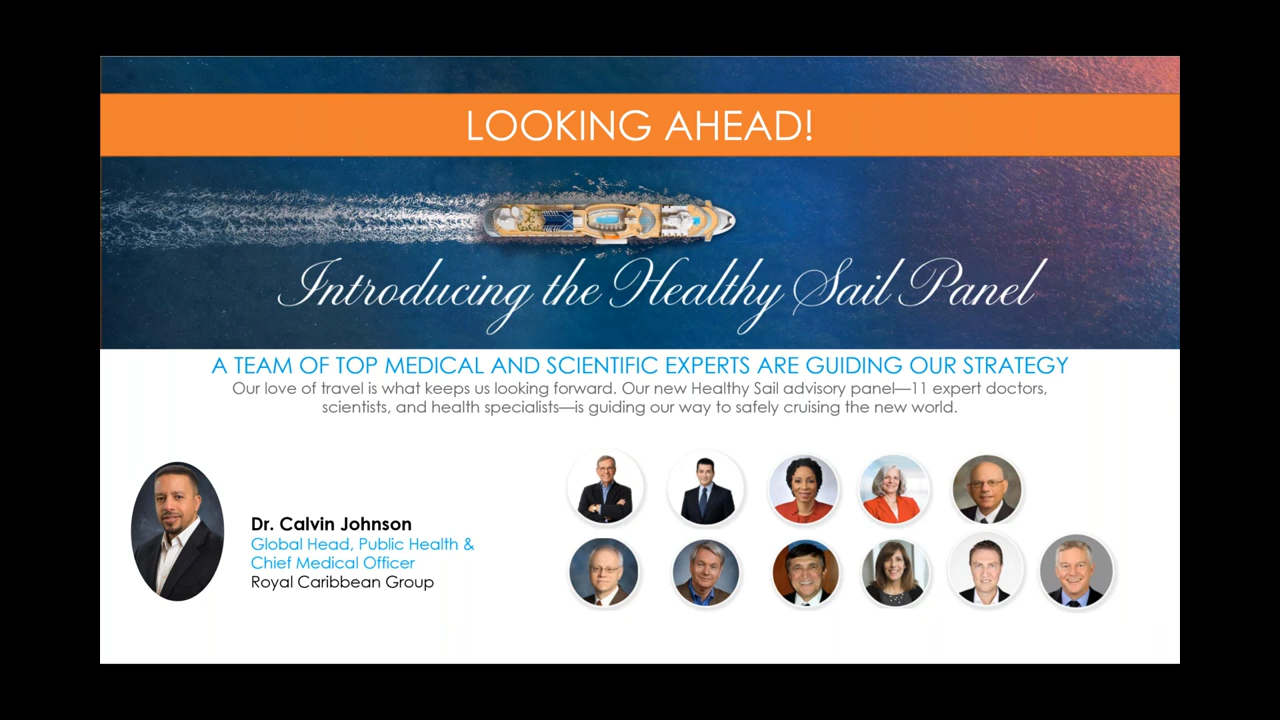 LOOKING AHEAD!
Introducing the Healthy Sail Panel
A TEAM OF TOP MEDICAL AND SCIENTIFIC EXPERTS ARE GUIDING OUR STRATEGY
Our love of travel is what keeps us looking forward. Our new Healthy Sail advisory panel—11 expert doctors,
scientists, and health specialists—is guiding our way to safely cruising the new world.
Dr. Calvin Johnson
Global Head, Public Health &
Chief Medical Officer
Royal Caribbean Group